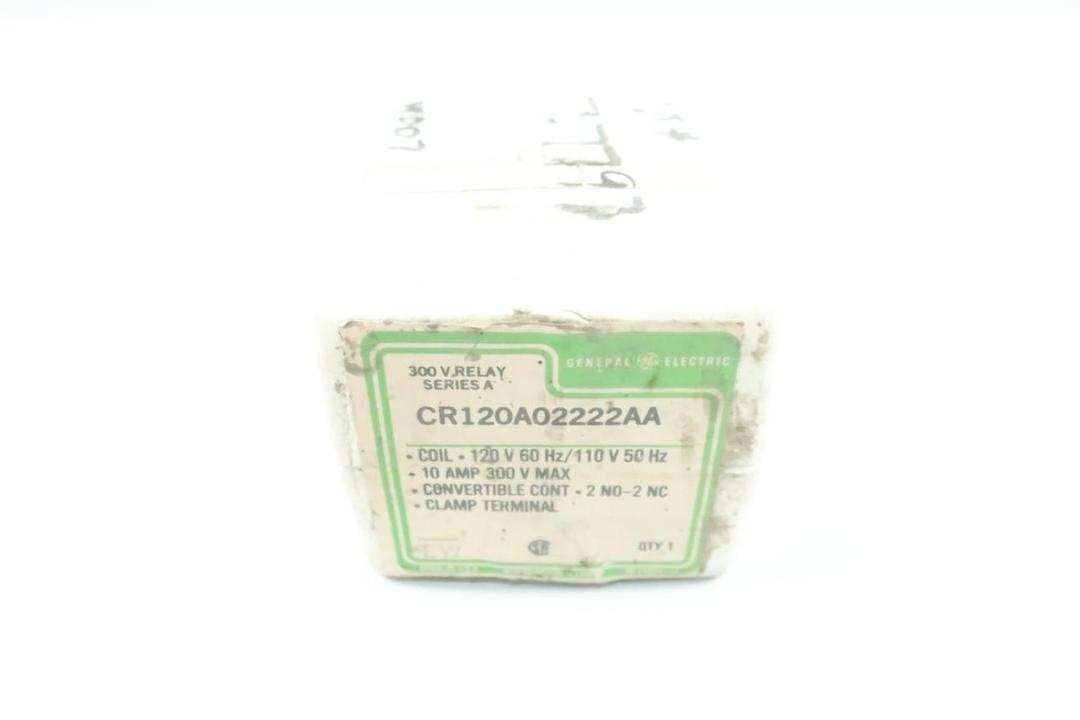 GENERAL GE ELECTRIC
300 V RELAY
SERIES A
CR120A02222AA
• COIL • 120 V 60 Hz/110 V 50 Hz
• 10 AMP 300 V MAX
• CONVERTIBLE CONT • 2 NO-2 NC
• CLAMP TERMINAL
QTY 1